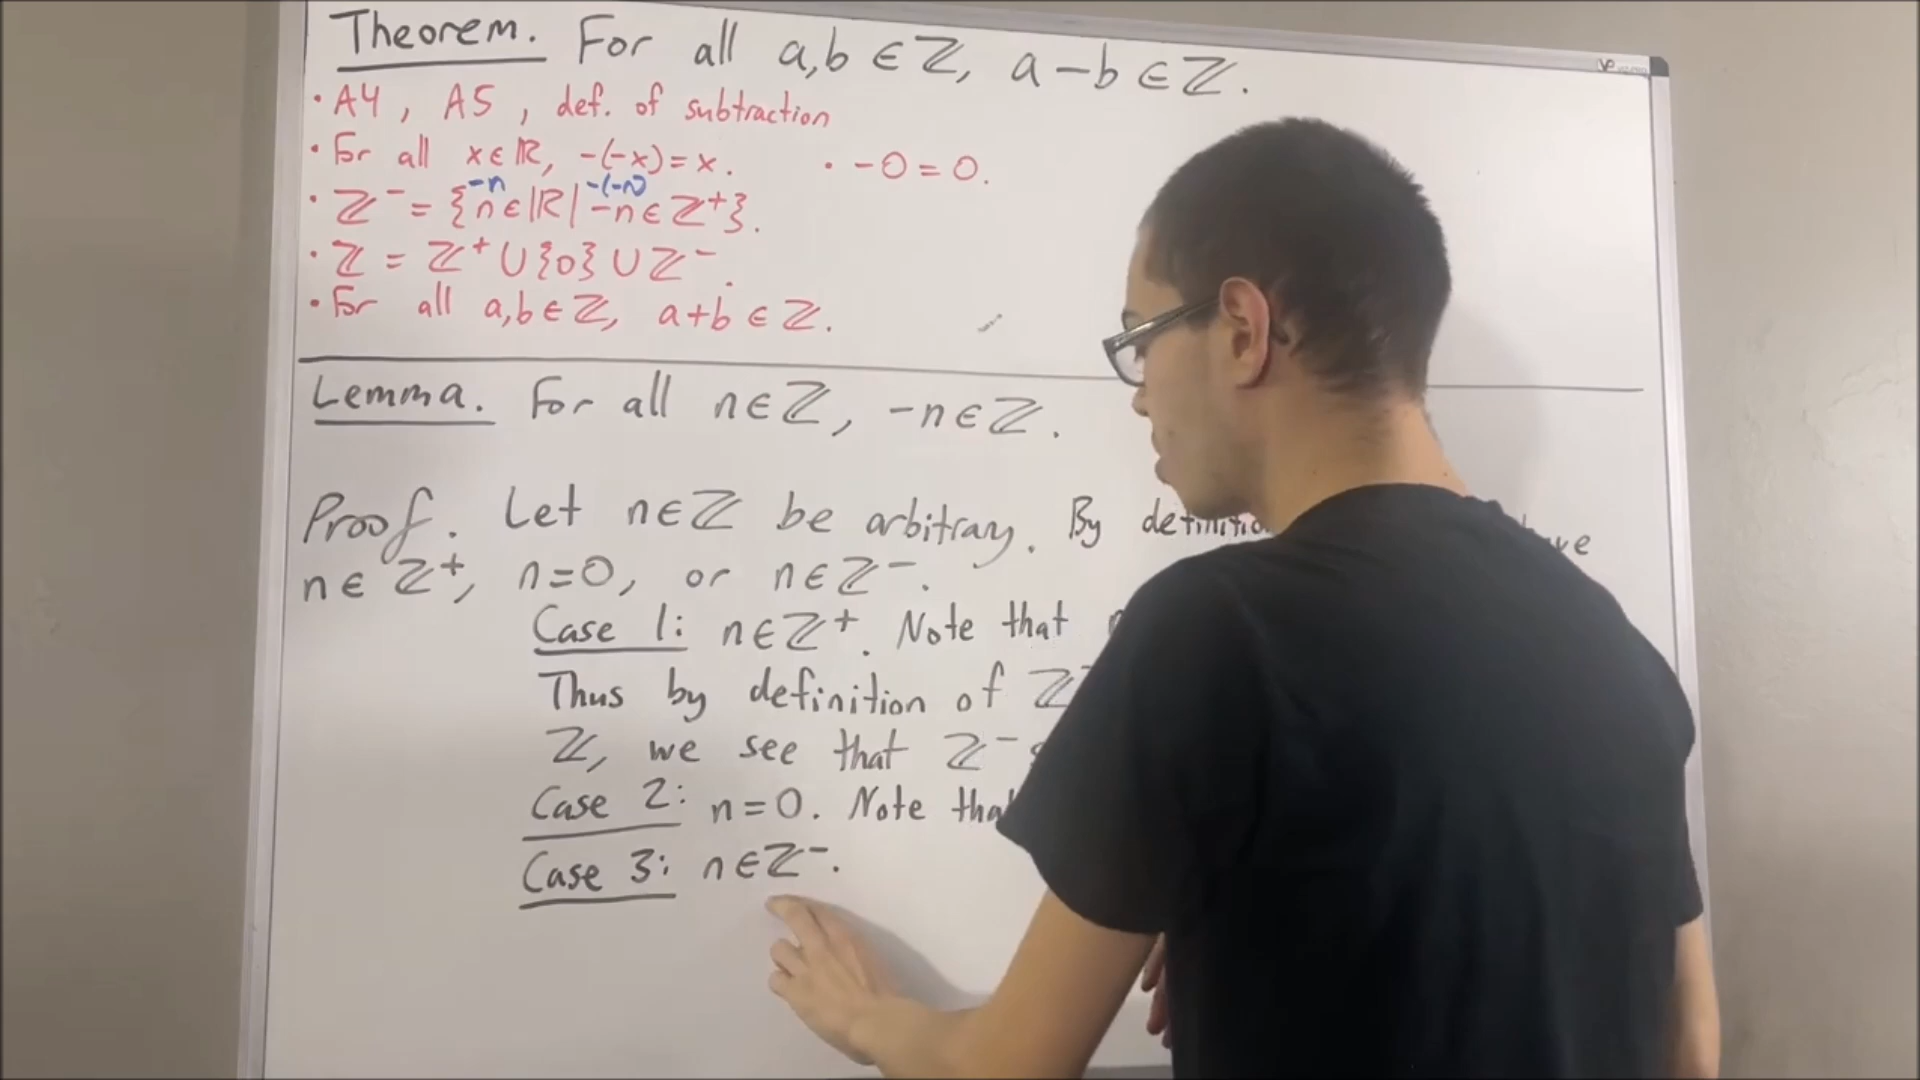 Theorem. For all a,b ∈ ℤ, a-b ∈ ℤ.
• A4, A5, def. of subtraction
• For all x ∈ ℝ, -(-x) = x. • -0 = 0.
-n -(-n)
• ℤ⁻ = {n ∈ ℝ | -n ∈ ℤ⁺}.
• ℤ = ℤ⁺ ∪ {0} ∪ ℤ⁻.
• For all a,b ∈ ℤ, a+b ∈ ℤ.
Lemma. For all n ∈ ℤ, -n ∈ ℤ.
Proof. Let n ∈ ℤ be arbitrary. By
n ∈ ℤ⁺, n=0, or n ∈ ℤ⁻.
Case 1: n ∈ ℤ⁺. Note that
Thus by definition of ℤ
ℤ, we see that ℤ⁻
Case 2: n=0. Note
Case 3: n ∈ ℤ⁻.